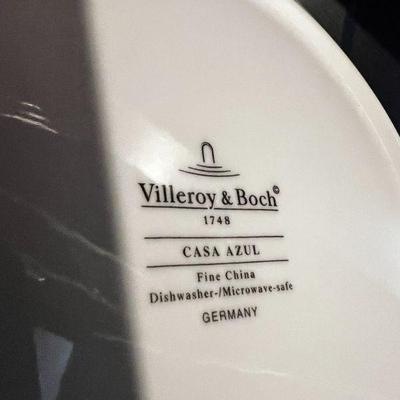 Villeroy & Boch©
1748
CASA AZUL
Fine China
Dishwasher-/Microwave-safe
GERMANY